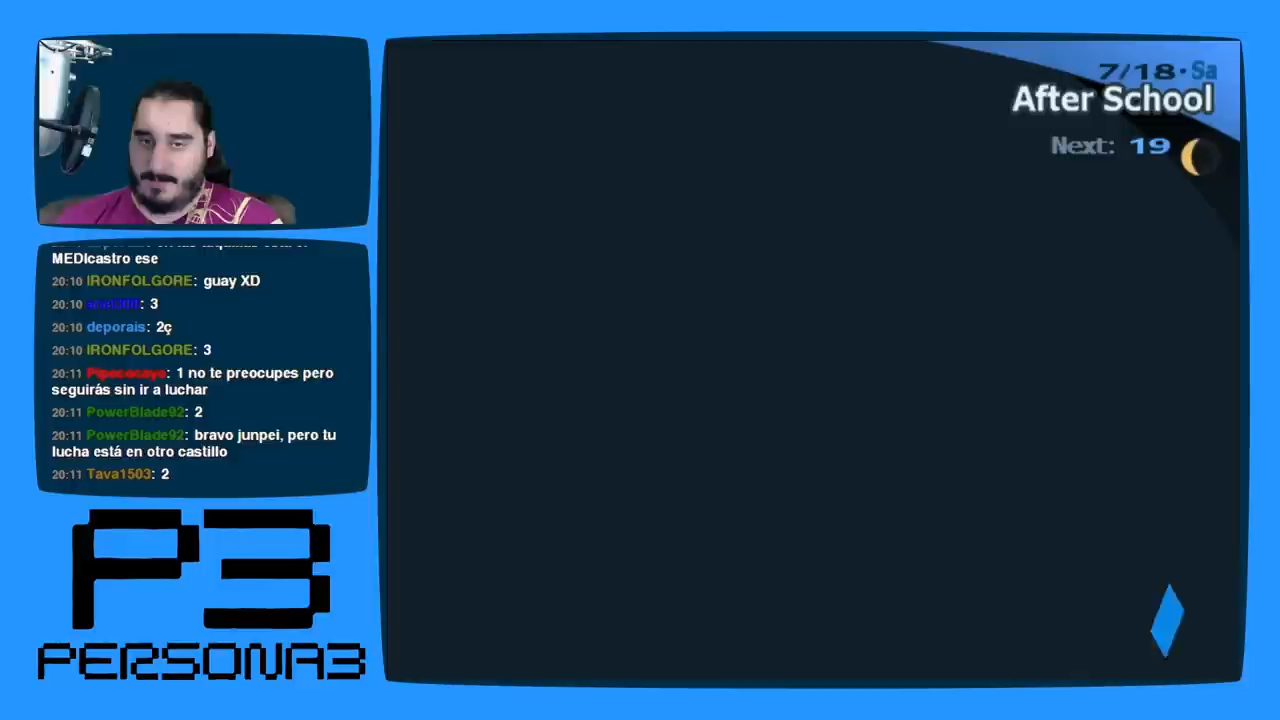 7/18·Sa
After School
Next: 19
MEDIcastro ese
20:10 IRONFOLGORE: guay XD
20:10 : 3
20:10 deporais: 2ç
20:10 IRONFOLGORE: 3
20:11 Pipococayo: 1 no te preocupes pero
seguirás sin ir a luchar
20:11 PowerBlade92: 2
20:11 PowerBlade92: bravo junpei, pero tu
lucha está en otro castillo
20:11 Tava1503: 2
P3
PERSONA3